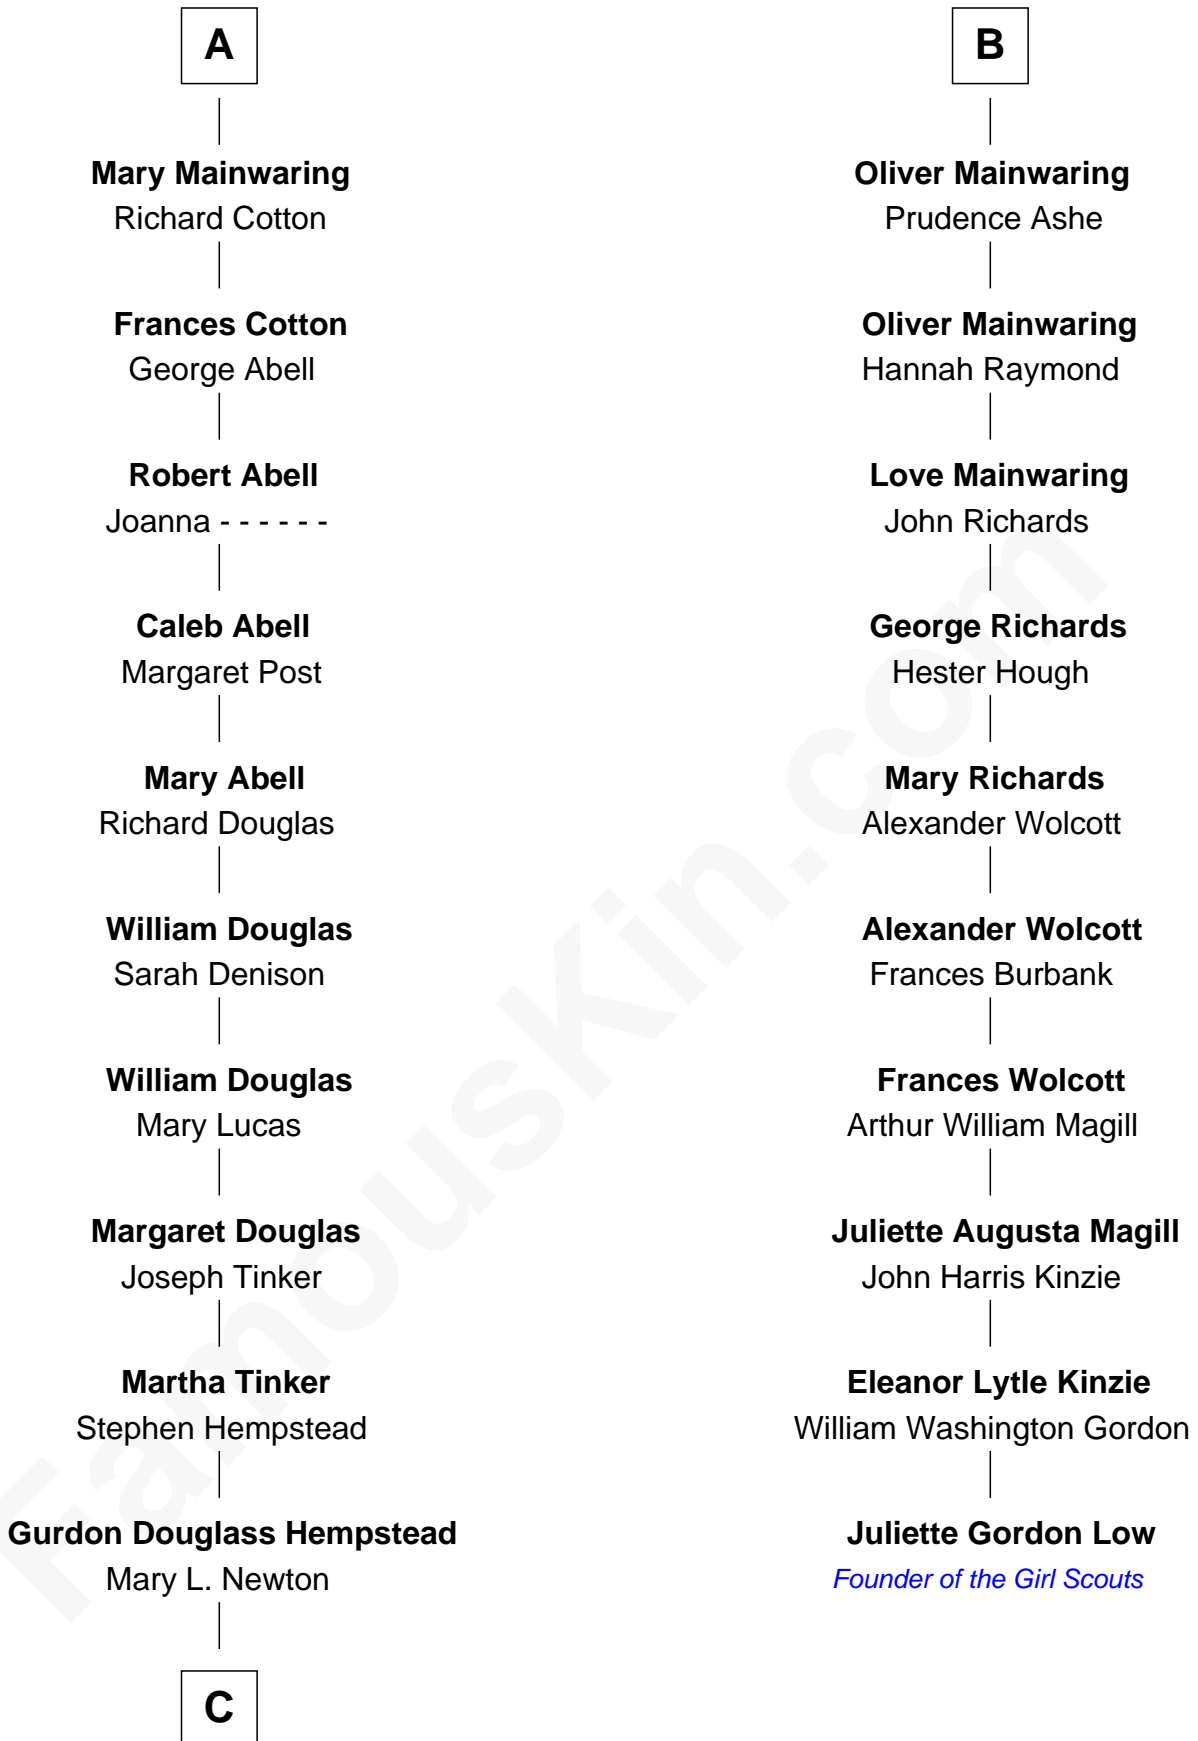 A
Mary Mainwaring
Richard Cotton
Frances Cotton
George Abell
Robert Abell
Joanna - - - - - -
Caleb Abell
Margaret Post
Mary Abell
Richard Douglas
William Douglas
Sarah Denison
William Douglas
Mary Lucas
Margaret Douglas
Joseph Tinker
Martha Tinker
Stephen Hempstead
Gurdon Douglass Hempstead
Mary L. Newton
C
B
Oliver Mainwaring
Prudence Ashe
Oliver Mainwaring
Hannah Raymond
Love Mainwaring
John Richards
George Richards
Hester Hough
Mary Richards
Alexander Wolcott
Alexander Wolcott
Frances Burbank
Frances Wolcott
Arthur William Magill
Juliette Augusta Magill
John Harris Kinzie
Eleanor Lytle Kinzie
William Washington Gordon
Juliette Gordon Low
Founder of the Girl Scouts
FamousKin.com